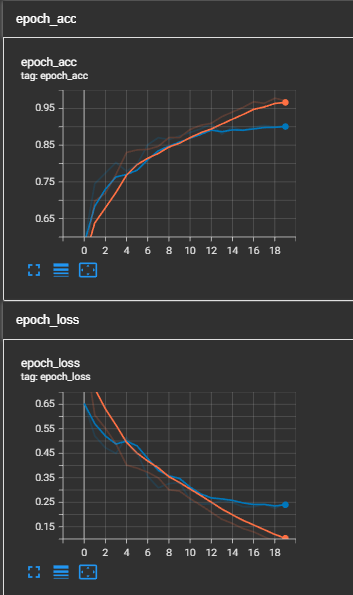 epoch_acc
epoch_acc
tag: epoch_acc
0.95
0.85
0.75
0.65
0 2 4 6 8 10 12 14 16 18
epoch_loss
epoch_loss
tag: epoch_loss
0.65
0.55
0.45
0.35
0.25
0.15
0 2 4 6 8 10 12 14 16 18